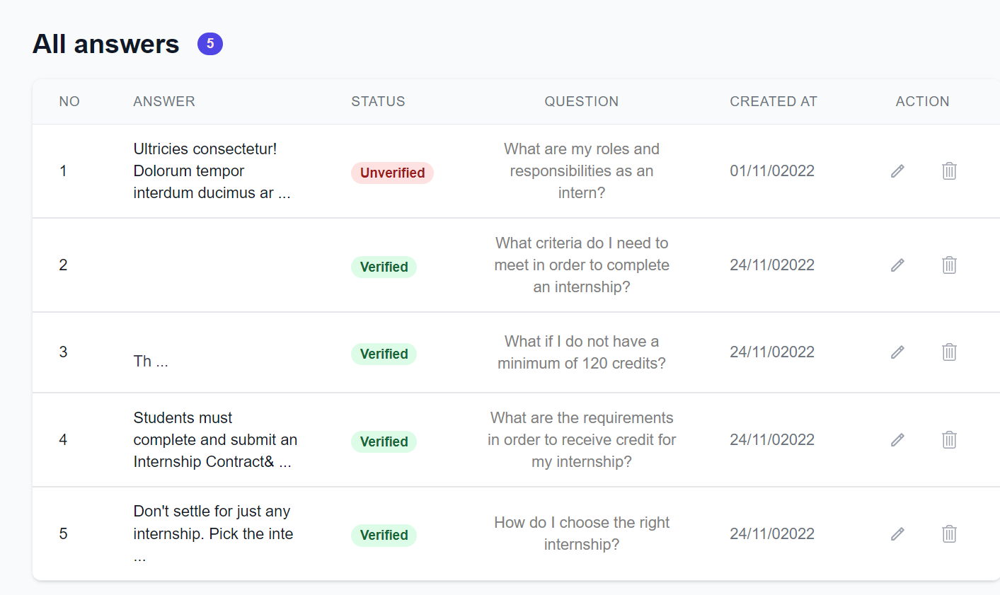 All answers 5
NO ANSWER STATUS QUESTION CREATED AT ACTION
Ultricies consectetur! What are my roles and
1 Dolorum tempor Unverified responsibilities as an 01/11/02022
interdum ducimus ar ... intern?
What criteria do I need to
2 Verified meet in order to complete 24/11/02022
an internship?
What if I do not have a
3 Verified 24/11/02022
Th ... minimum of 120 credits?
Students must What are the requirements
4 complete and submit an Verified in order to receive credit for 24/11/02022
Internship Contract& ... my internship?
Don't settle for just any How do I choose the right
5 internship. Pick the inte Verified 24/11/02022
... internship?